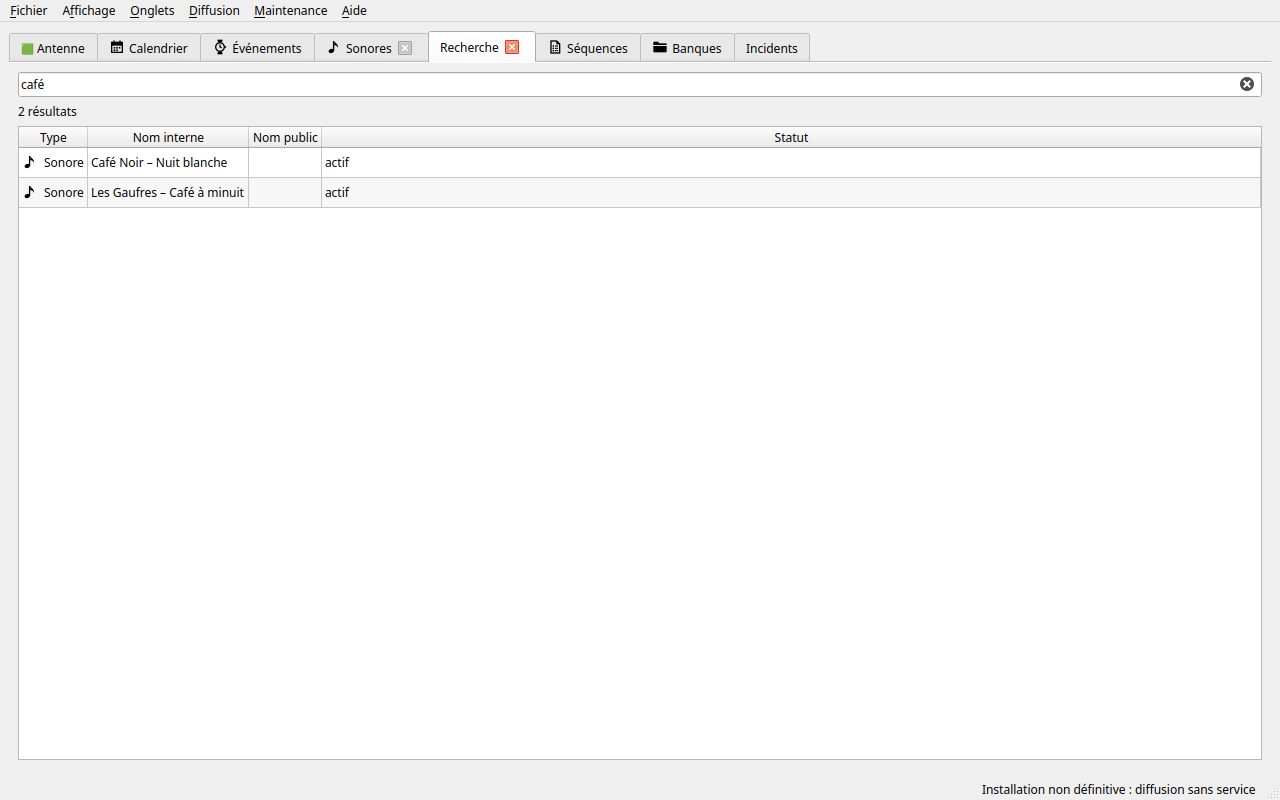 Fichier Affichage Onglets Diffusion Maintenance Aide
Antenne Calendrier Événements Sonores Recherche Séquences Banques Incidents
café
2 résultats
Type Nom interne Nom public Statut
Sonore Café Noir – Nuit blanche actif
Sonore Les Gaufres – Café à minuit actif
Installation non définitive : diffusion sans service